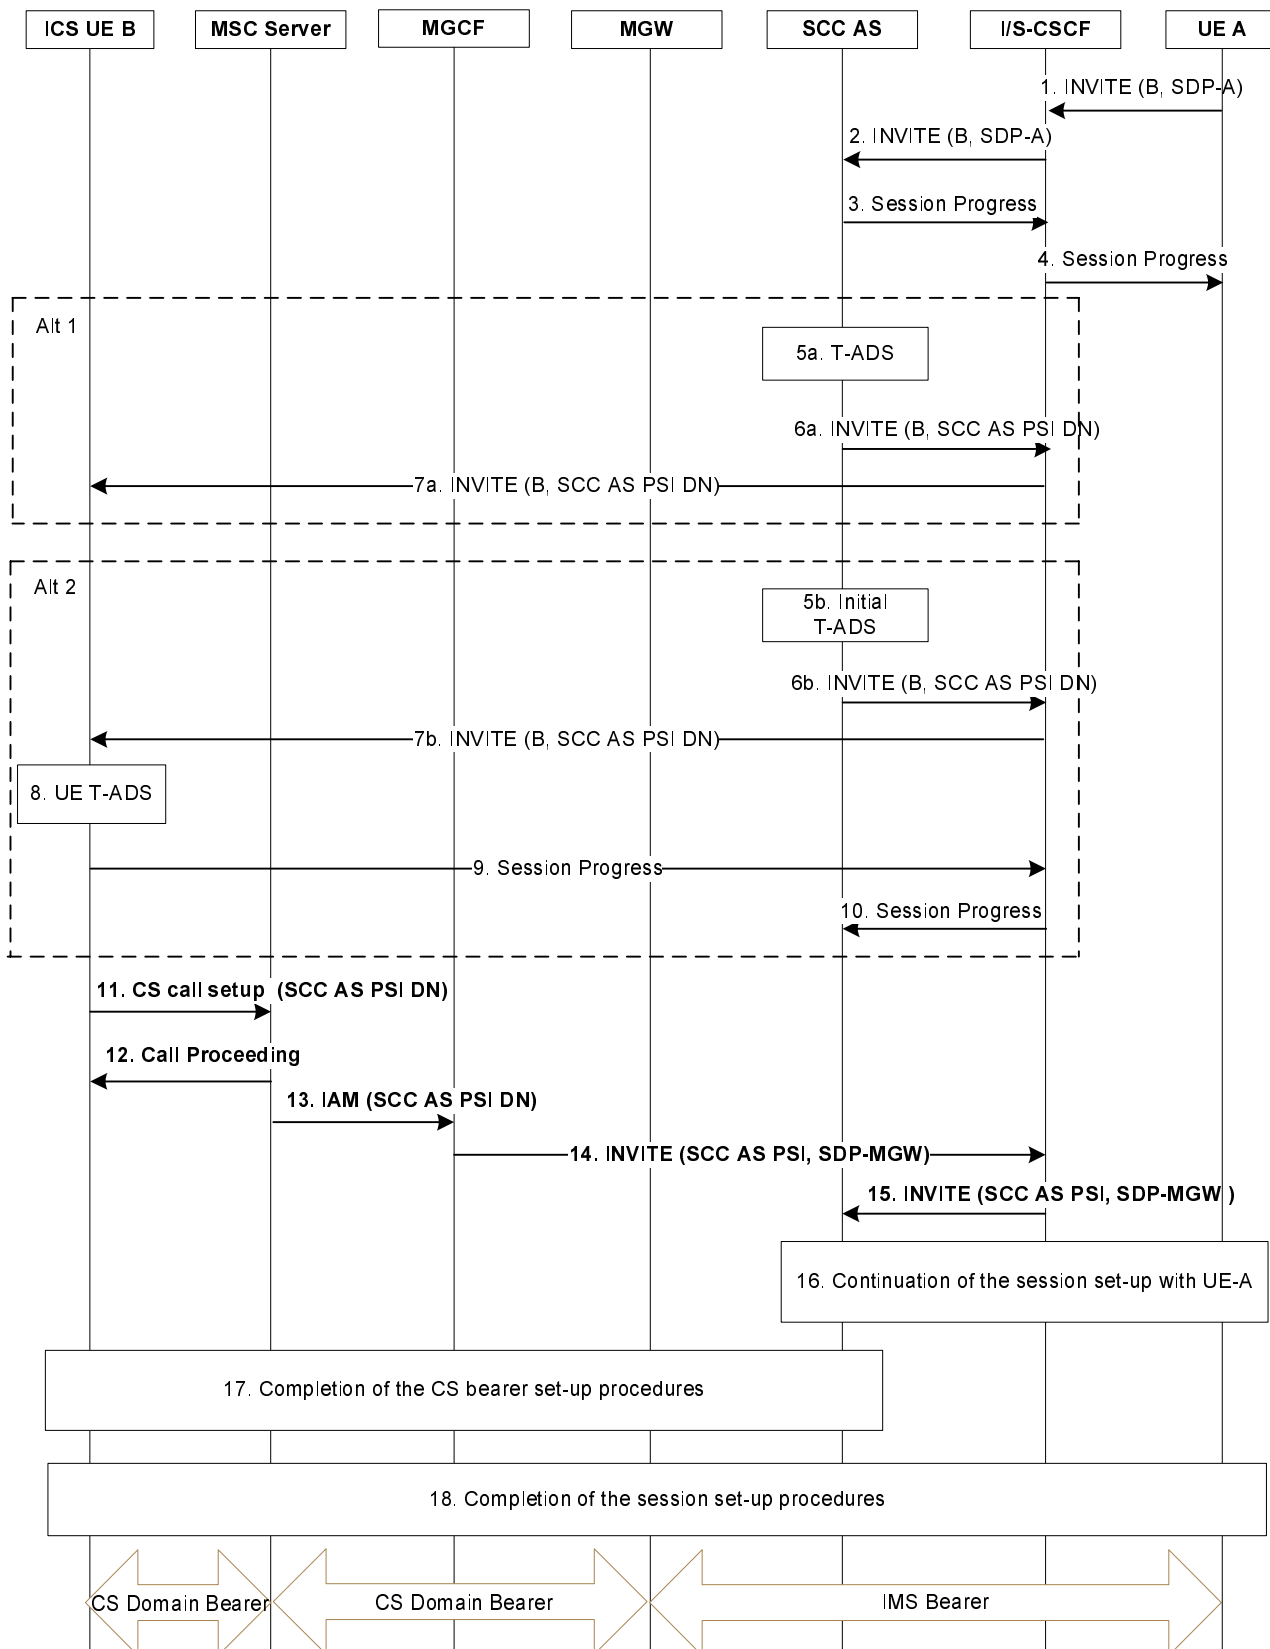 ICS UE B
MSC Server
MGCF
MGW
SCC AS
I/S-CSCF
UE A
1. INVITE (B, SDP-A)
2. INVITE (B, SDP-A)
3. Session Progress
4. Session Progress
Alt 1
5a. T-ADS
6a. INVITE (B, SCC AS PSI DN)
7a. INVITE (B, SCC AS PSI DN)
Alt 2
5b. Initial
T-ADS
6b. INVITE (B, SCC AS PSI DN)
7b. INVITE (B, SCC AS PSI DN)
8. UE T-ADS
9. Session Progress
10. Session Progress
11. CS call setup (SCC AS PSI DN)
12. Call Proceeding
13. IAM (SCC AS PSI DN)
14. INVITE (SCC AS PSI, SDP-MGW)
15. INVITE (SCC AS PSI, SDP-MGW )
16. Continuation of the session set-up with UE-A
17. Completion of the CS bearer set-up procedures
18. Completion of the session set-up procedures
CS Domain Bearer
CS Domain Bearer
IMS Bearer